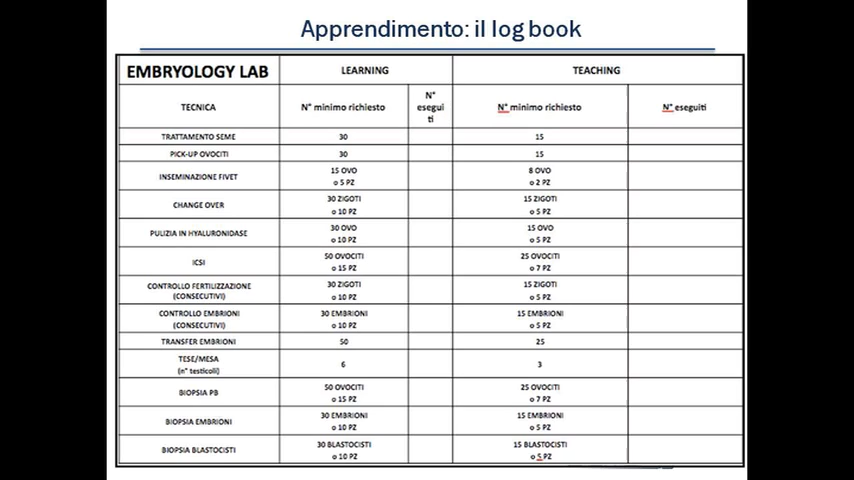 Apprendimento: il log book
EMBRYOLOGY LAB LEARNING TEACHING
TECNICA N° minimo richiesto N° esegui ti N° minimo richiesto N° eseguiti
TRATTAMENTO SEME 30 15
PICK-UP OVOCITI 30 15
INSEMINAZIONE FIVET 15 OVO o 5 PZ 8 OVO o 2 PZ
CHANGE OVER 30 ZIGOTI o 10 PZ 15 ZIGOTI o 5 PZ
PULIZIA IN HYALURONIDASE 30 OVO o 10 PZ 15 OVO o 5 PZ
ICSI 50 OVOCITI o 15 PZ 25 OVOCITI o 7 PZ
CONTROLLO FERTILIZZAZIONE (CONSECUTIVI) 30 ZIGOTI o 10 PZ 15 ZIGOTI o 5 PZ
CONTROLLO EMBRIONI (CONSECUTIVI) 30 EMBRIONI o 10 PZ 15 EMBRIONI o 5 PZ
TRANSFER EMBRIONI 50 25
TESE/MESA (n° testicoli) 6 3
BIOPSIA PB 50 OVOCITI o 15 PZ 25 OVOCITI o 7 PZ
BIOPSIA EMBRIONI 30 EMBRIONI o 10 PZ 15 EMBRIONI o 5 PZ
BIOPSIA BLASTOCISTI 30 BLASTOCISTI o 10 PZ 15 BLASTOCISTI o 5 PZ